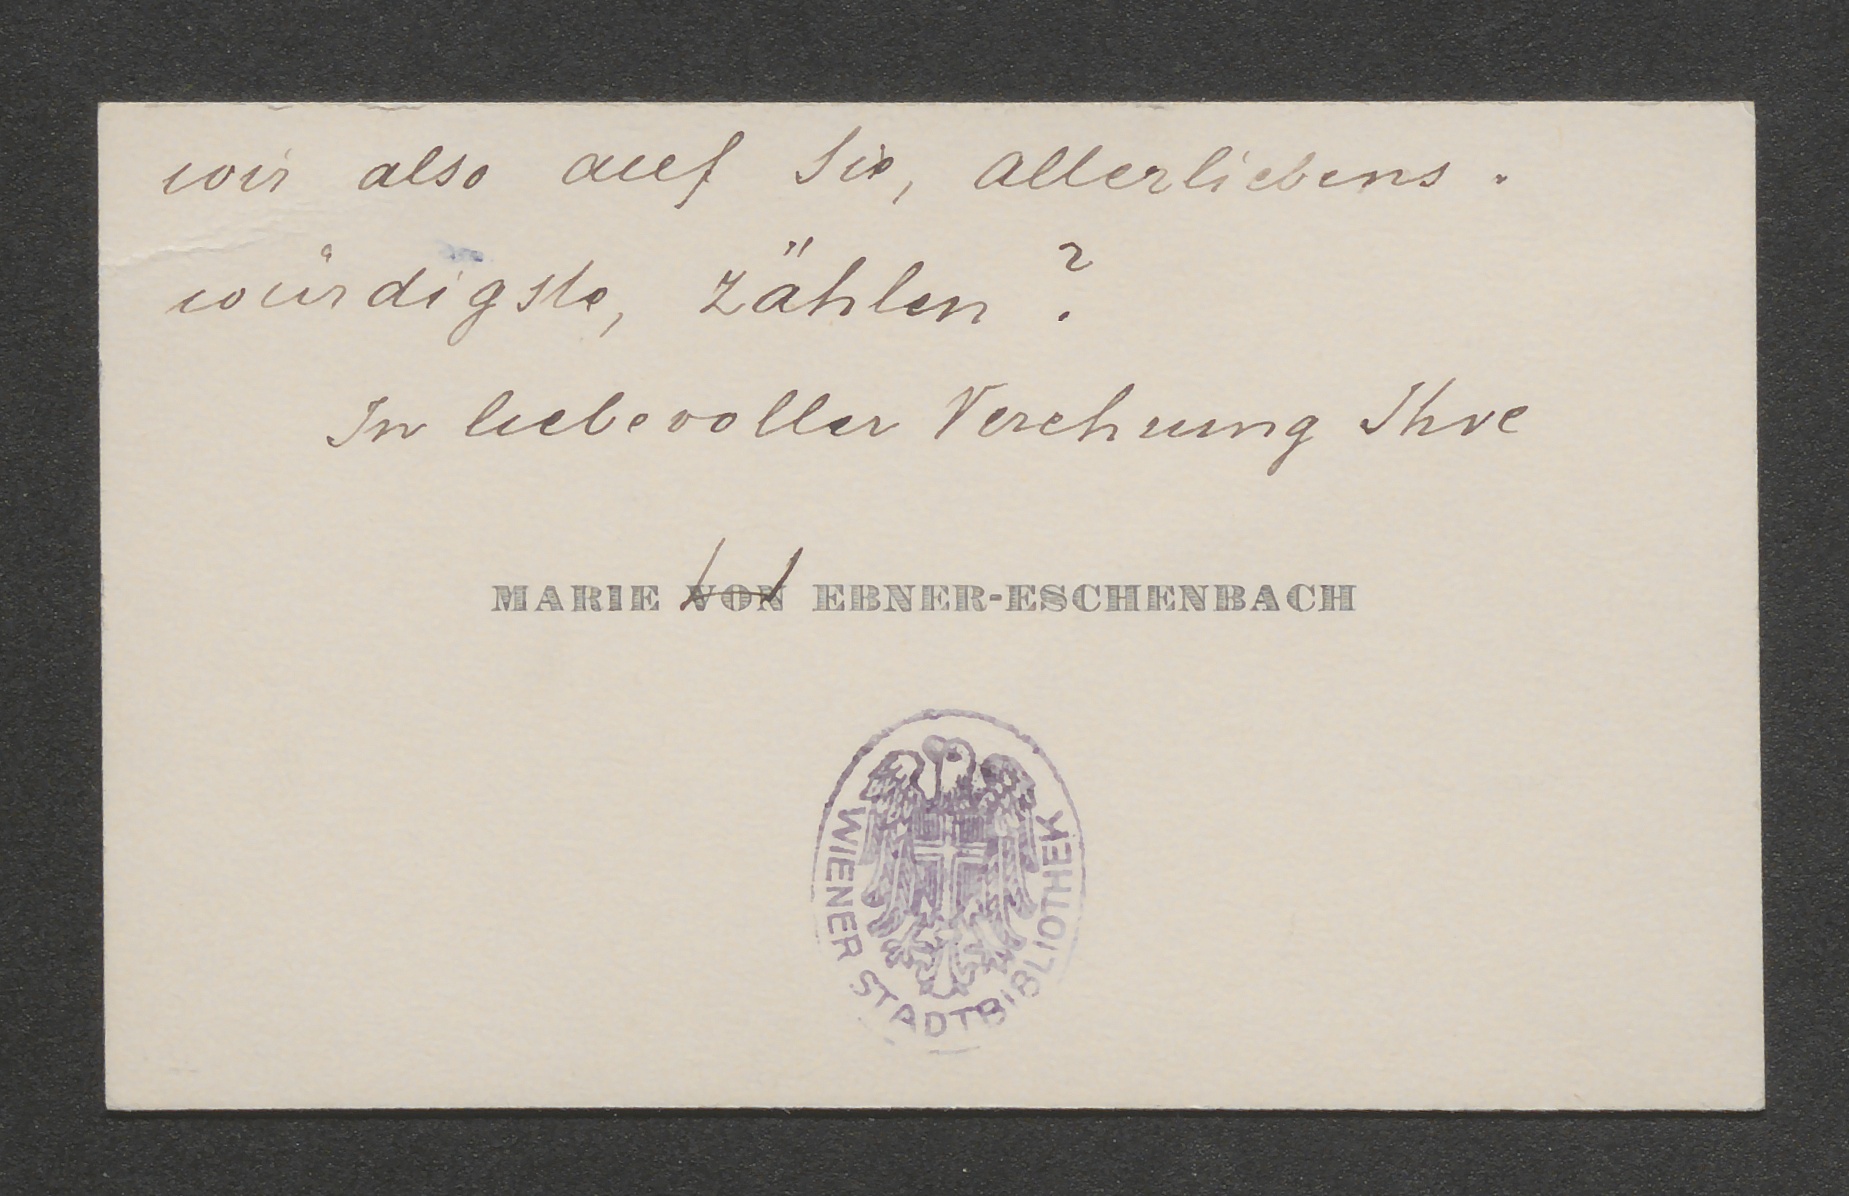 wir also auf Sie, allerliebens-
würdigste, zählen?
In liebevoller Verehrung Ihre
MARIE VON EBNER-ESCHENBACH
WIENER STADTBIBLIOTHEK